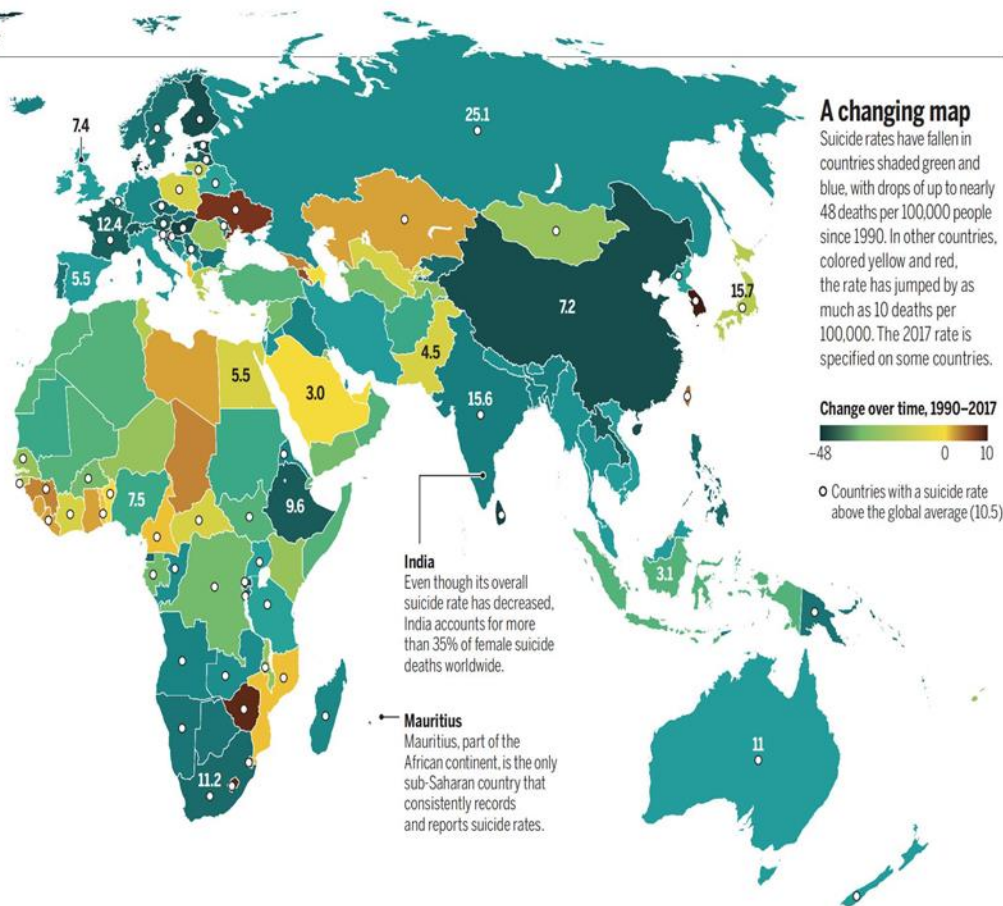 A changing map
Suicide rates have fallen in
countries shaded green and
blue, with drops of up to nearly
48 deaths per 100,000 people
since 1990. In other countries,
colored yellow and red,
the rate has jumped by as
much as 10 deaths per
100,000. The 2017 rate is
specified on some countries.
Change over time, 1990–2017
–48 0 10
Countries with a suicide rate
above the global average (10.5)
7.4
25.1
12.4
5.5
7.2
15.7
4.5
5.5
3.0
15.6
7.5
9.6
3.1
India
Even though its overall
suicide rate has decreased,
India accounts for more
than 35% of female suicide
deaths worldwide.
Mauritius
Mauritius, part of the
African continent, is the only
sub-Saharan country that
consistently records
and reports suicide rates.
11
11.2